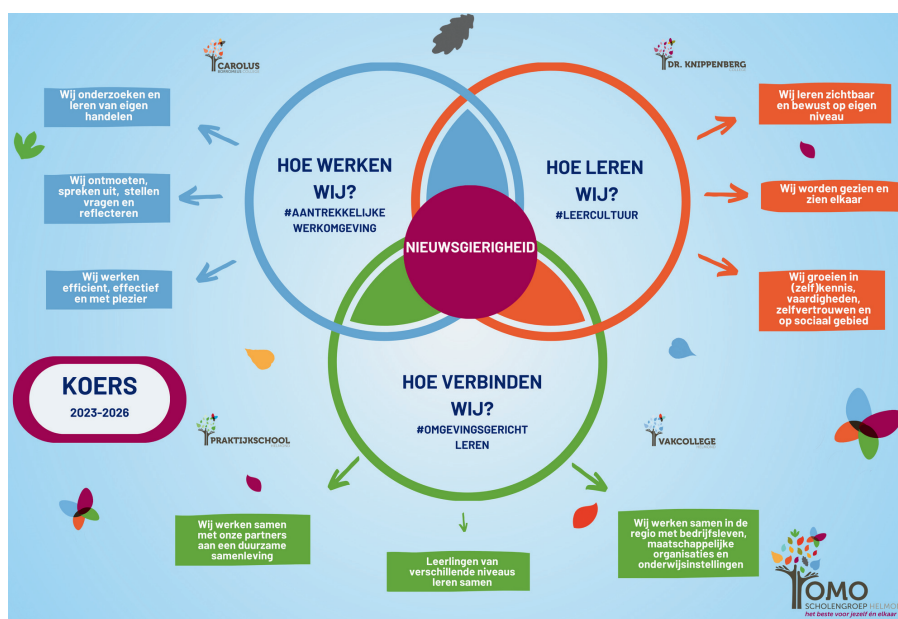 CAROLUS
DR. KNIPPENBERG
Wij onderzoeken en
leren van eigen
handelen
Wij ontmoeten,
spreken uit, stellen
vragen en
reflecteren
Wij werken
efficient, effectief
en met plezier
HOE WERKEN
WIJ?
#AANTREKKELIJKE
WERKOMGEVING
HOE LEREN
WIJ?
#LEERCULTUUR
NIEUWSGIERIGHEID
Wij leren zichtbaar
en bewust op eigen
niveau
Wij worden gezien en
zien elkaar
Wij groeien in
(zelf)kennis,
vaardigheden,
zelfvertrouwen en
op sociaal gebied
KOERS
2023-2026
HOE VERBINDEN
WIJ?
#OMGEVINGSGERICHT
LEREN
PRAKTIJKSCHOOL
VAKCOLLEGE
Wij werken samen
met onze partners
aan een duurzame
samenleving
Leerlingen van
verschillende niveaus
leren samen
Wij werken samen in de
regio met bedrijfsleven,
maatschappelijke
organisaties en
onderwijsinstellingen
OMO
SCHOLENGROEP HELMOND
het beste voor jezelf én elkaar